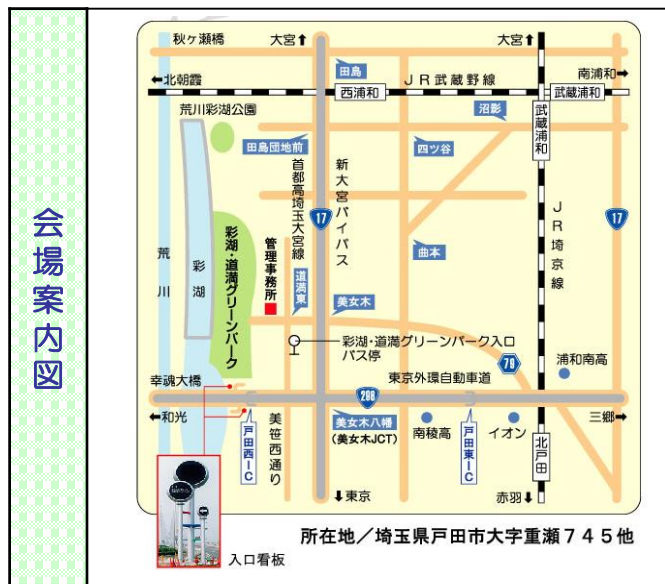 会場案内図
秋ヶ瀬橋
大宮↑
大宮↑
←北朝霞
田島
JR武蔵野線
南浦和→
西浦和
武蔵浦和
荒川彩湖公園
沼影
武蔵浦和
田島団地前
四ツ谷
首都高埼玉大宮線
新大宮バイパス
17
17
JR埼京線
荒川
彩湖
彩湖・道満グリーンパーク
管理事務所
道満東
曲本
美女木
彩湖・道満グリーンパーク入口
バス停
79
浦和南高
幸魂大橋
東京外環自動車道
298
←和光
戸田西IC
美笹西通り
美女木八幡
(美女木JCT)
南稜高
戸田東IC
イオン
北戸田
三郷→
↓東京
赤羽↓
入口看板
所在地/埼玉県戸田市大字重瀬745他